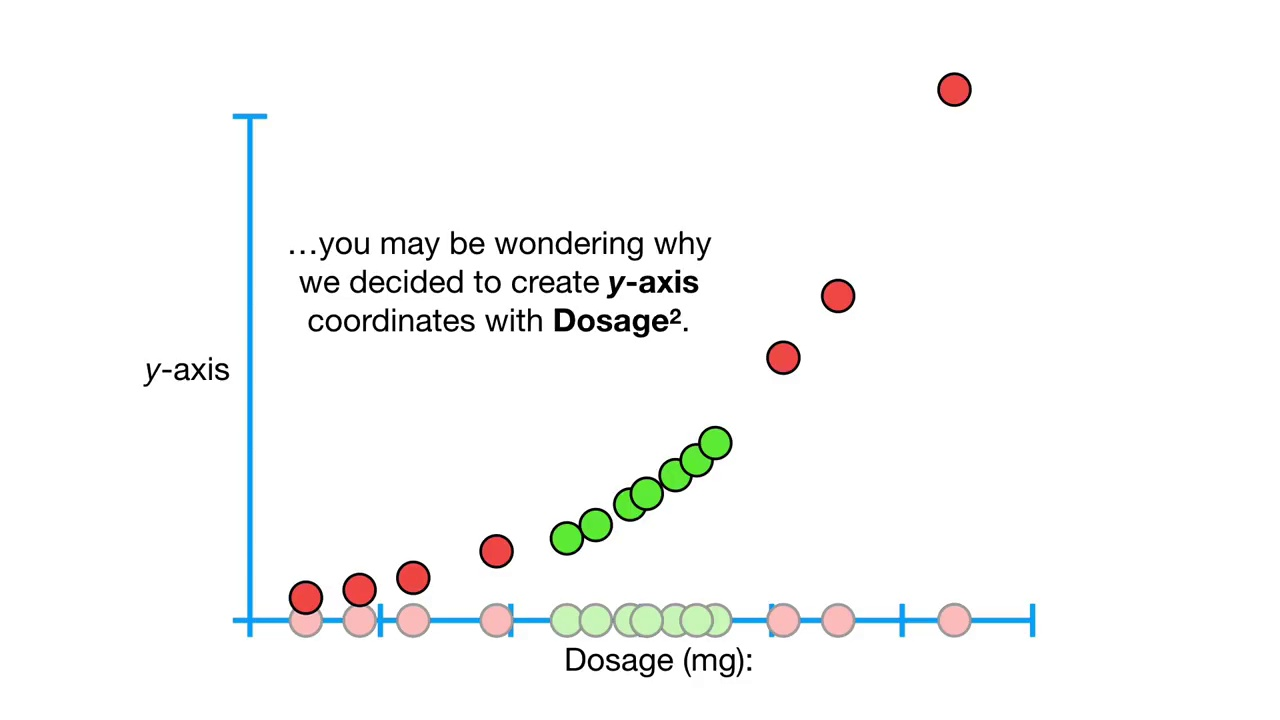 …you may be wondering why
we decided to create y-axis
coordinates with Dosage².
y-axis
Dosage (mg):